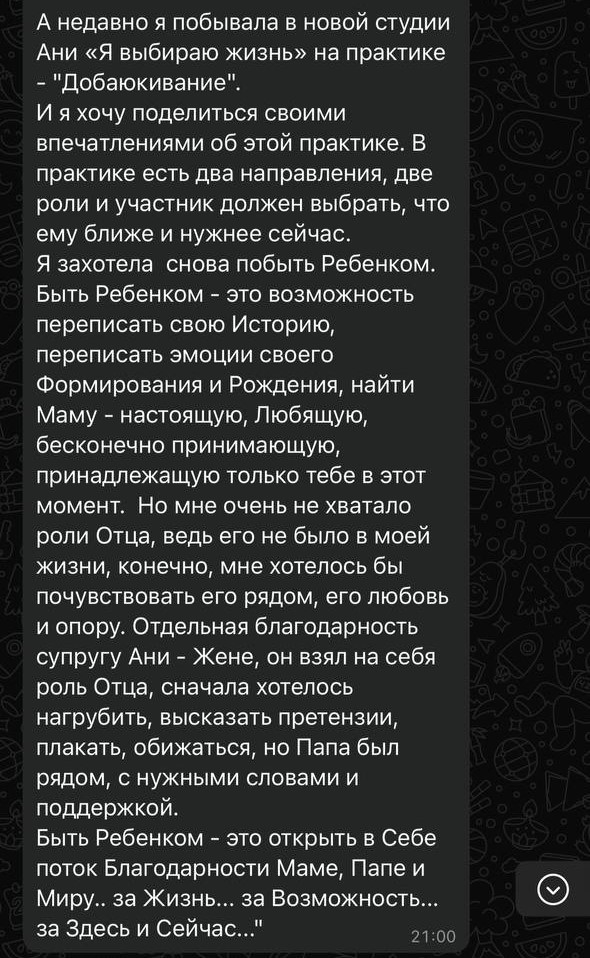 А недавно я побывала в новой студии
Ани «Я выбираю жизнь» на практике
- "Добаюкивание".
И я хочу поделиться своими
впечатлениями об этой практике. В
практике есть два направления, две
роли и участник должен выбрать, что
ему ближе и нужнее сейчас.
Я захотела  снова побыть Ребенком.
Быть Ребенком - это возможность
переписать свою Историю,
переписать эмоции своего
Формирования и Рождения, найти
Маму - настоящую, Любящую,
бесконечно принимающую,
принадлежащую только тебе в этот
момент.  Но мне очень не хватало
роли Отца, ведь его не было в моей
жизни, конечно, мне хотелось бы
почувствовать его рядом, его любовь
и опору. Отдельная благодарность
супругу Ани - Жене, он взял на себя
роль Отца, сначала хотелось
нагрубить, высказать претензии,
плакать, обижаться, но Папа был
рядом, с нужными словами и
поддержкой.
Быть Ребенком - это открыть в Себе
поток Благодарности Маме, Папе и
Миру.. за Жизнь... за Возможность...
за Здесь и Сейчас..."
21:00